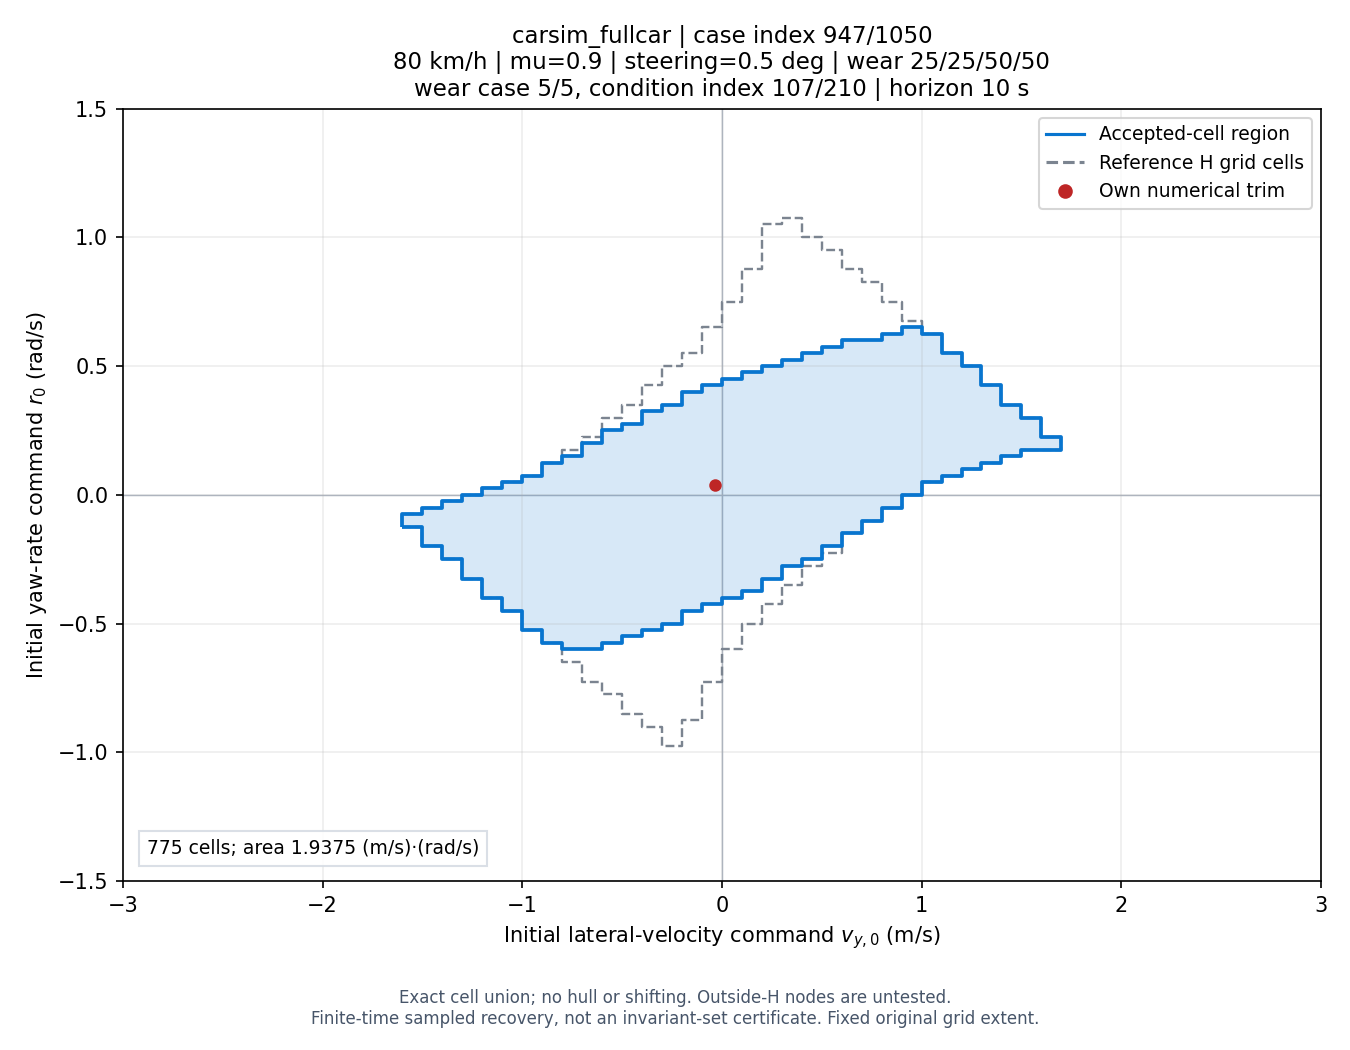 carsim_fullcar | case index 947/1050
80 km/h | mu=0.9 | steering=0.5 deg | wear 25/25/50/50
wear case 5/5, condition index 107/210 | horizon 10 s
Accepted-cell region
Reference H grid cells
Own numerical trim
1.5
1.0
0.5
0.0
−0.5
−1.0
−1.5
Initial yaw-rate command r₀ (rad/s)
775 cells; area 1.9375 (m/s)·(rad/s)
−3
−2
−1
0
1
2
3
Initial lateral-velocity command v_{y,0} (m/s)
Exact cell union; no hull or shifting. Outside-H nodes are untested.
Finite-time sampled recovery, not an invariant-set certificate. Fixed original grid extent.